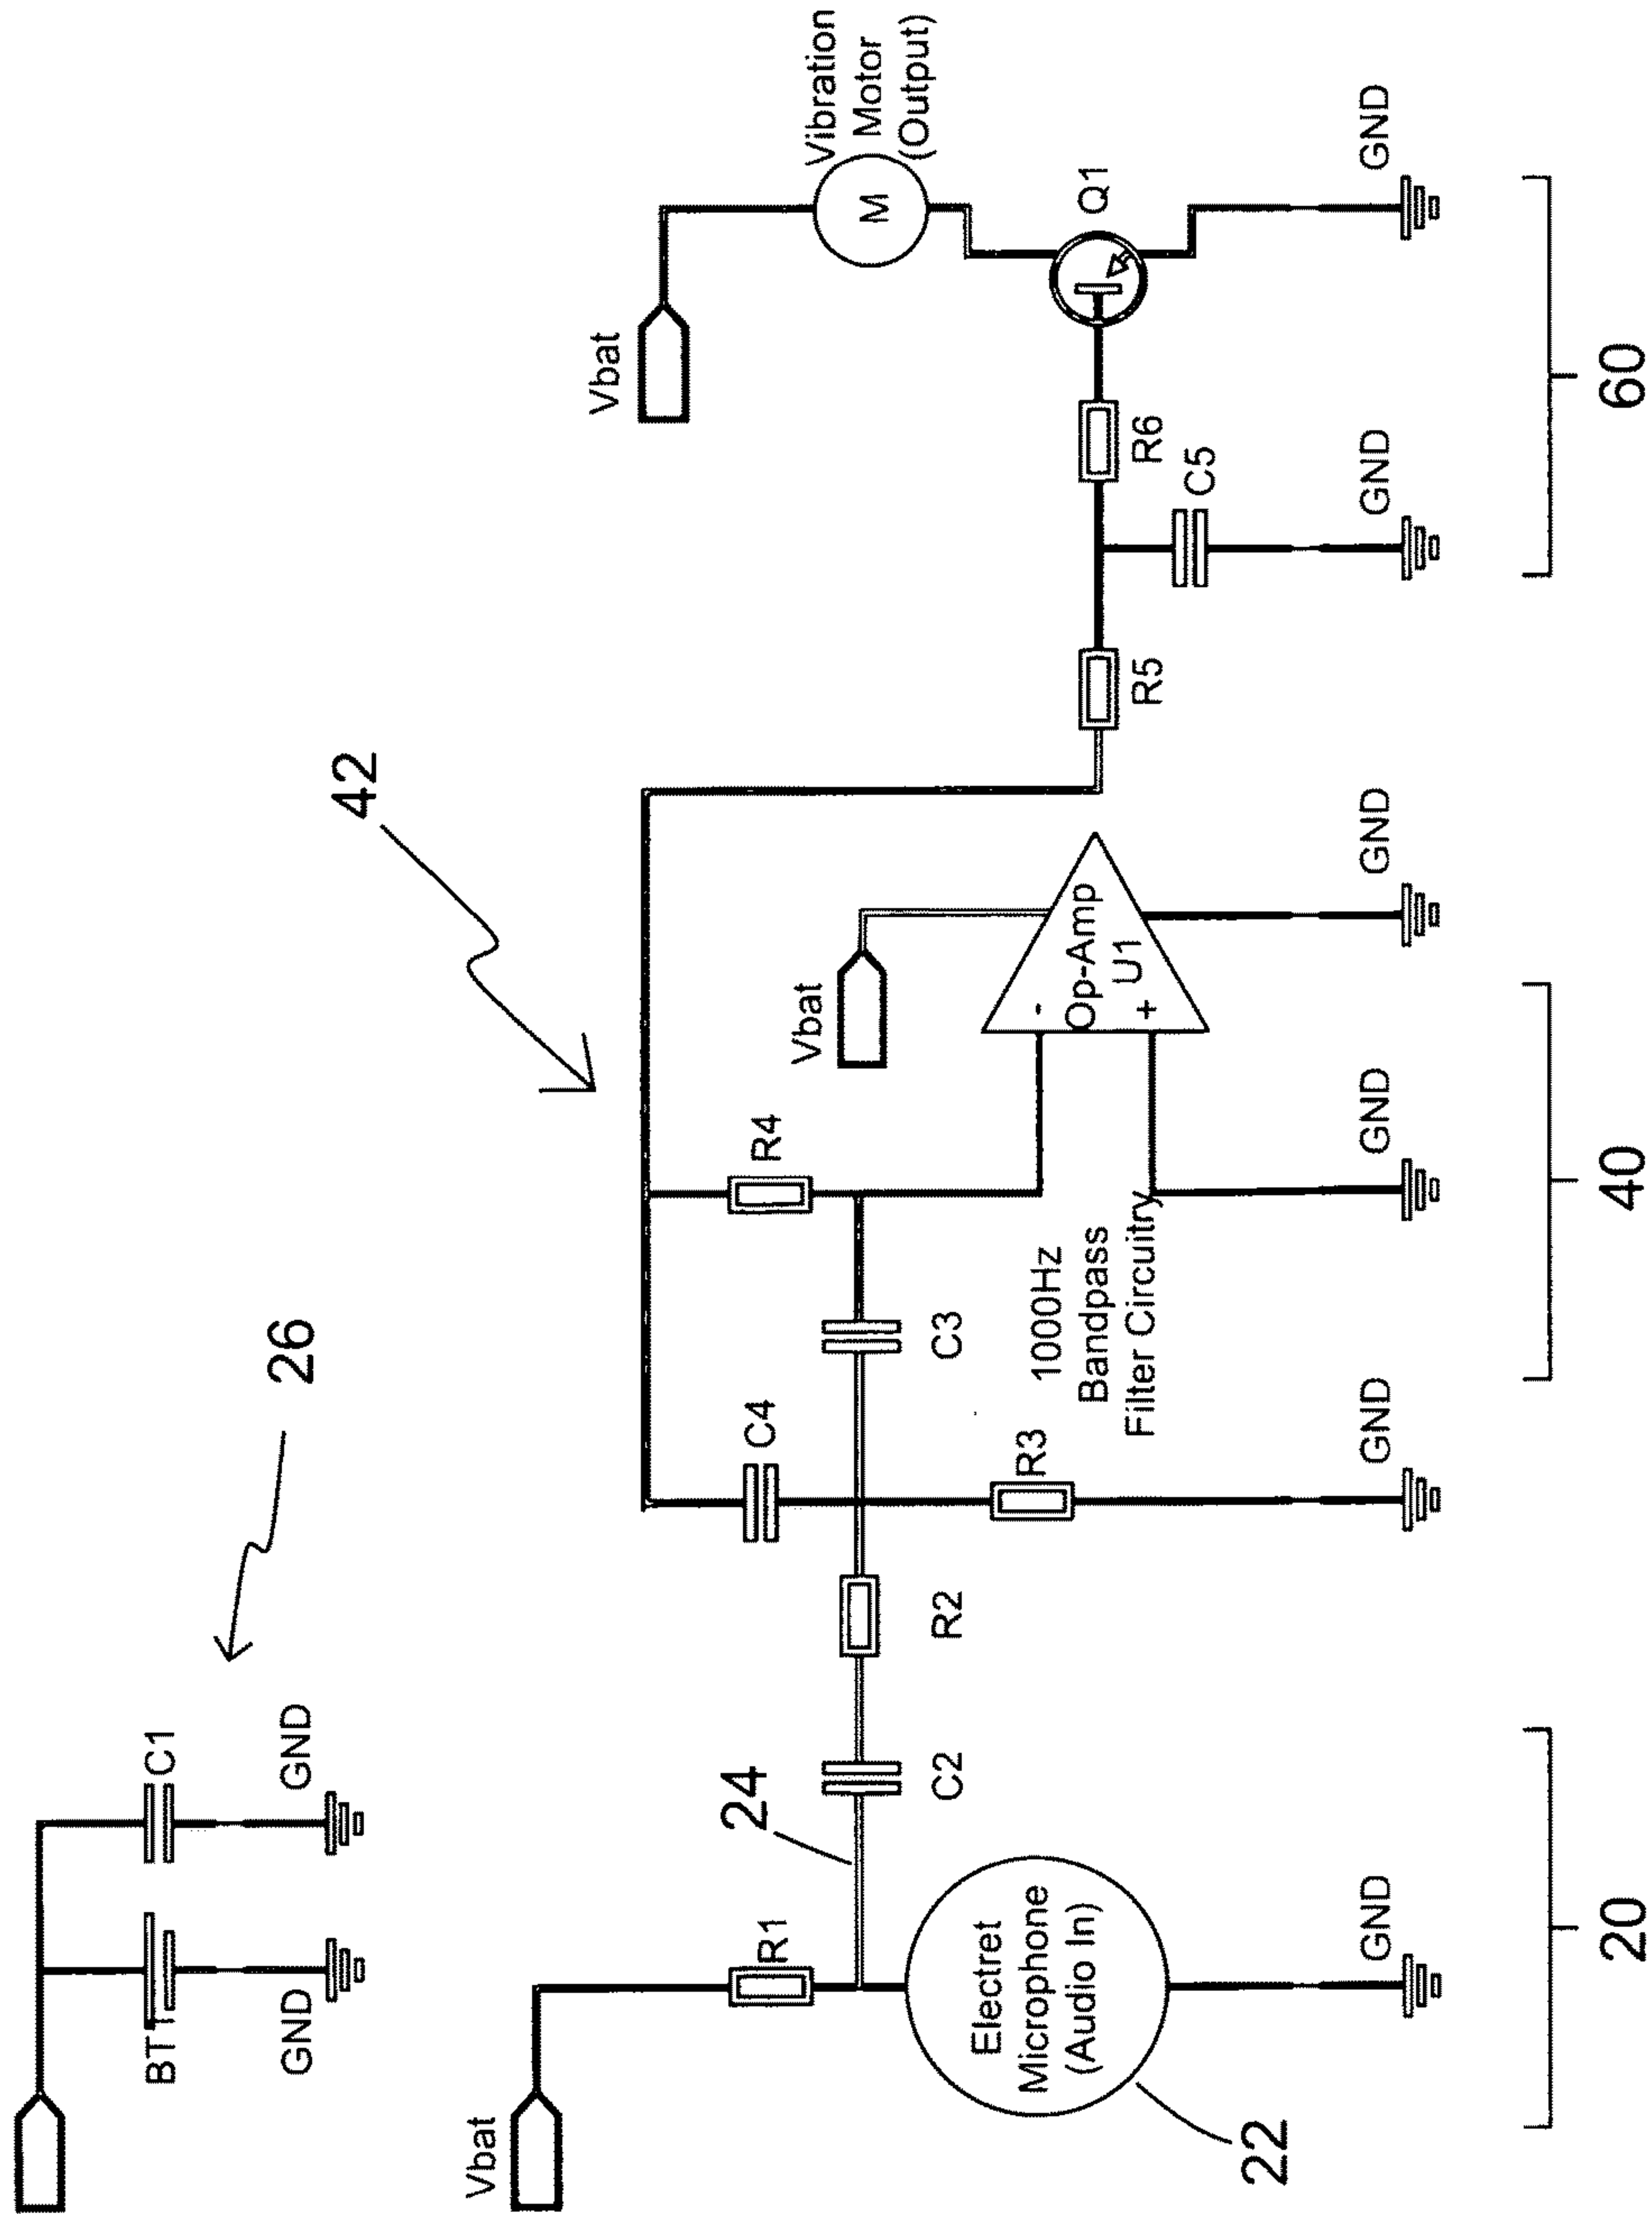 BT1
C1
GND
GND
26
42
Vbat
Vbat
R1
24
C4
R4
Vbat
Vibration
Motor
(Output)
M
C2
R2
C3
Electret
Microphone
(Audio In)
R3
1000Hz
Bandpass
Filter Circuitry
-
Op-Amp
U1
+
R5
R6
C5
Q1
22
GND
GND
GND
GND
GND
GND
20
40
60